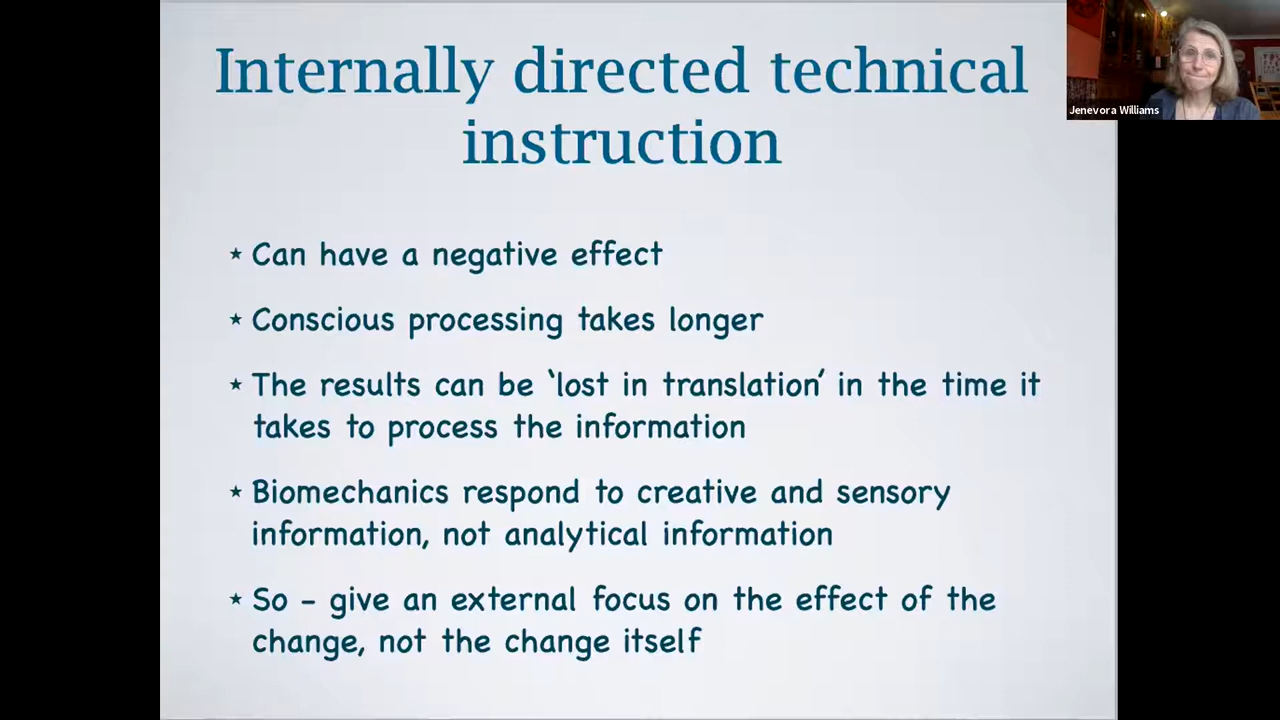 Internally directed technical
instruction
Jenevora Williams
⋆ Can have a negative effect
⋆ Conscious processing takes longer
⋆ The results can be ‘lost in translation’ in the time it
takes to process the information
⋆ Biomechanics respond to creative and sensory
information, not analytical information
⋆ So – give an external focus on the effect of the
change, not the change itself